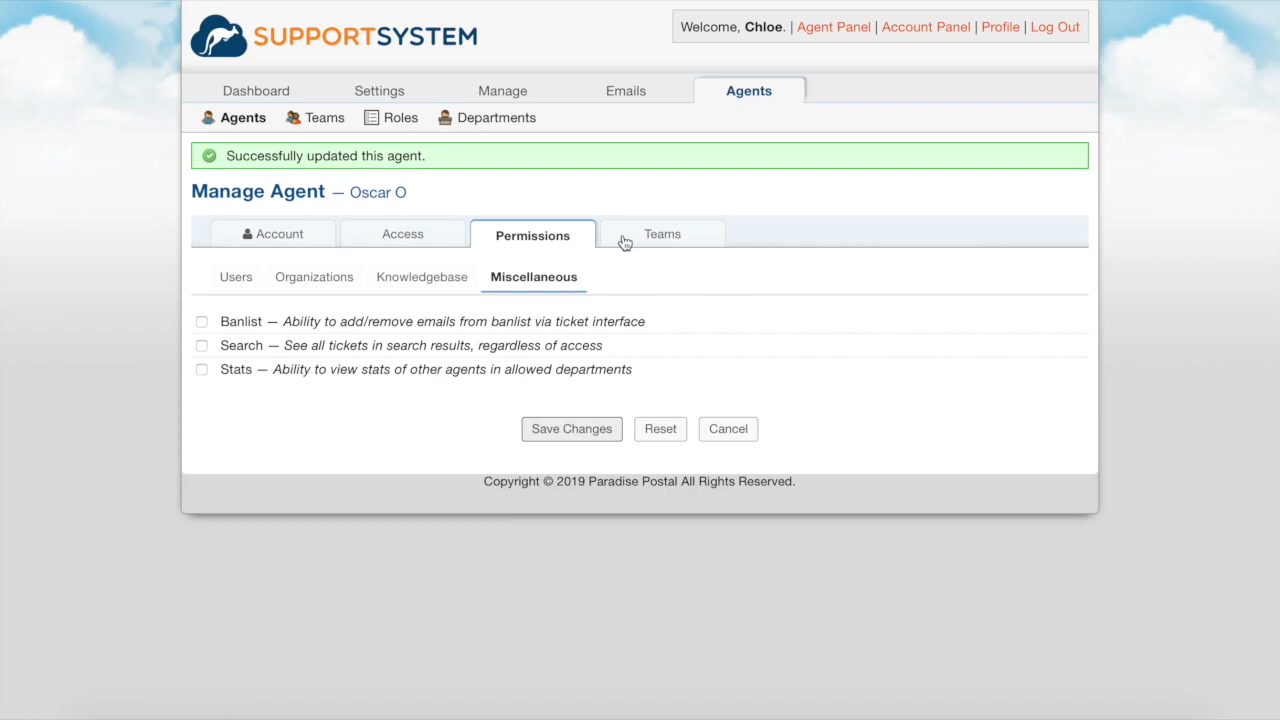 SUPPORTSYSTEM
Welcome, Chloe. | Agent Panel | Account Panel | Profile | Log Out
Dashboard Settings Manage Emails Agents
Agents Teams Roles Departments
Successfully updated this agent.
Manage Agent — Oscar O
Account Access Permissions Teams
Users Organizations Knowledgebase Miscellaneous
Banlist — Ability to add/remove emails from banlist via ticket interface
Search — See all tickets in search results, regardless of access
Stats — Ability to view stats of other agents in allowed departments
Save Changes Reset Cancel
Copyright © 2019 Paradise Postal All Rights Reserved.